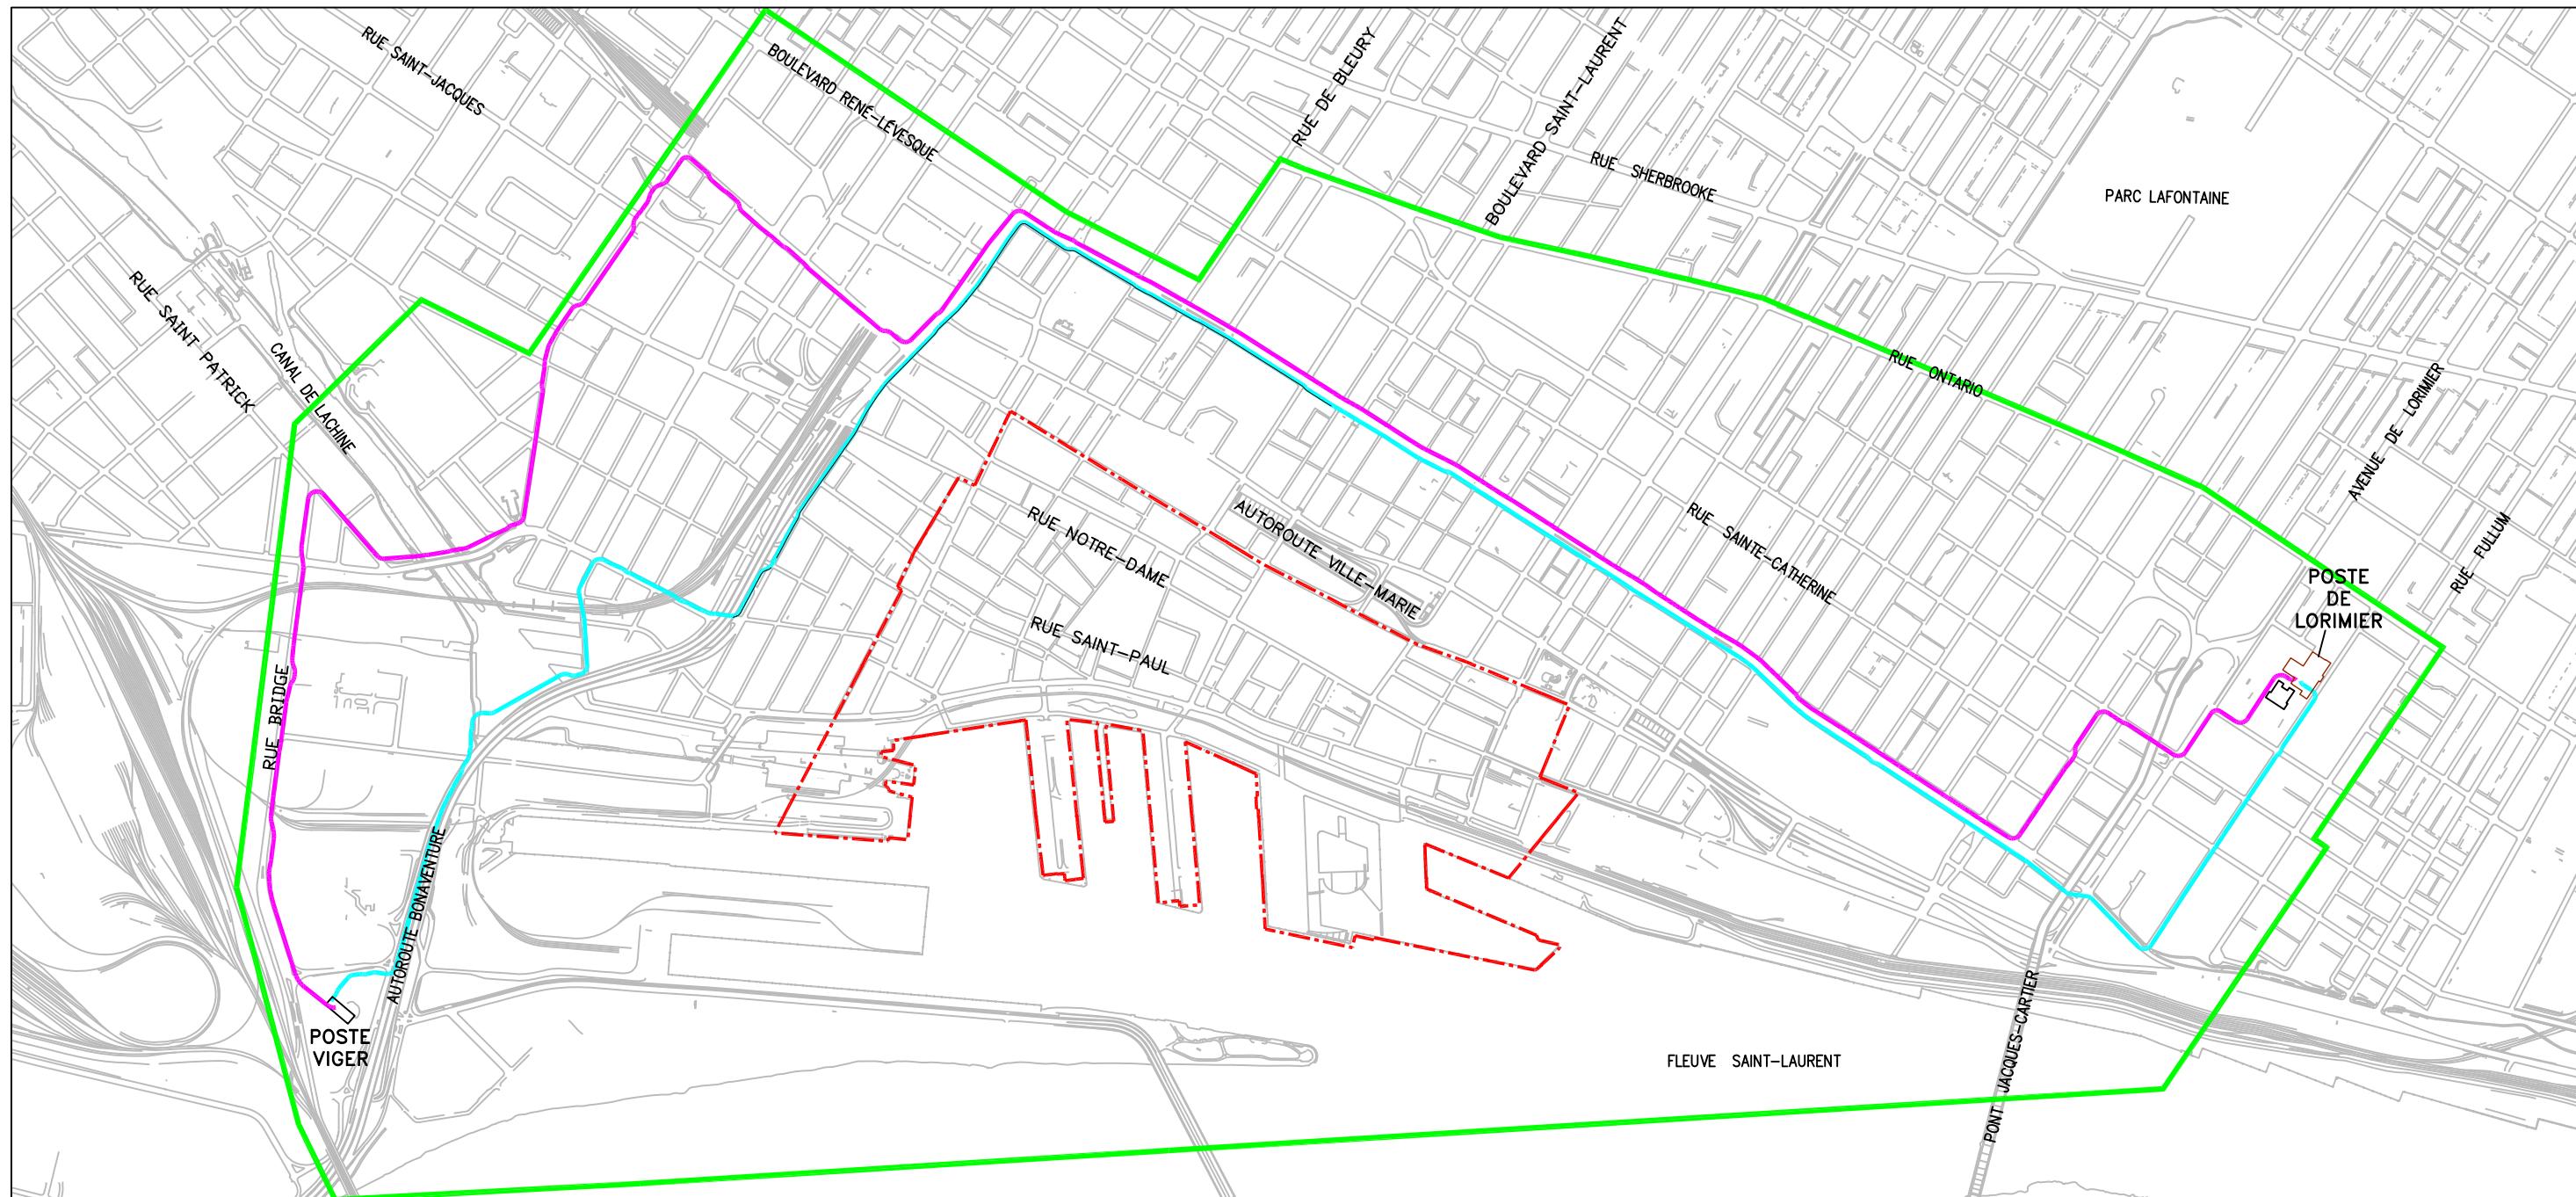 RUE SAINT-JACQUES
BOULEVARD RENÉ-LÉVESQUE
RUE DE BLEURY
BOULEVARD SAINT-LAURENT
RUE SHERBROOKE
PARC LAFONTAINE
RUE SAINT PATRICK
CANAL DE LACHINE
RUE ONTARIO
AVENUE DE LORIMIER
RUE FULLUM
RUE NOTRE-DAME
AUTOROUTE VILLE-MARIE
RUE SAINTE-CATHERINE
RUE SAINT-PAUL
POSTE
DE
LORIMIER
RUE BRIDGE
AUTOROUTE BONAVENTURE
POSTE
VIGER
FLEUVE SAINT-LAURENT
PONT JACQUES-CARTIER